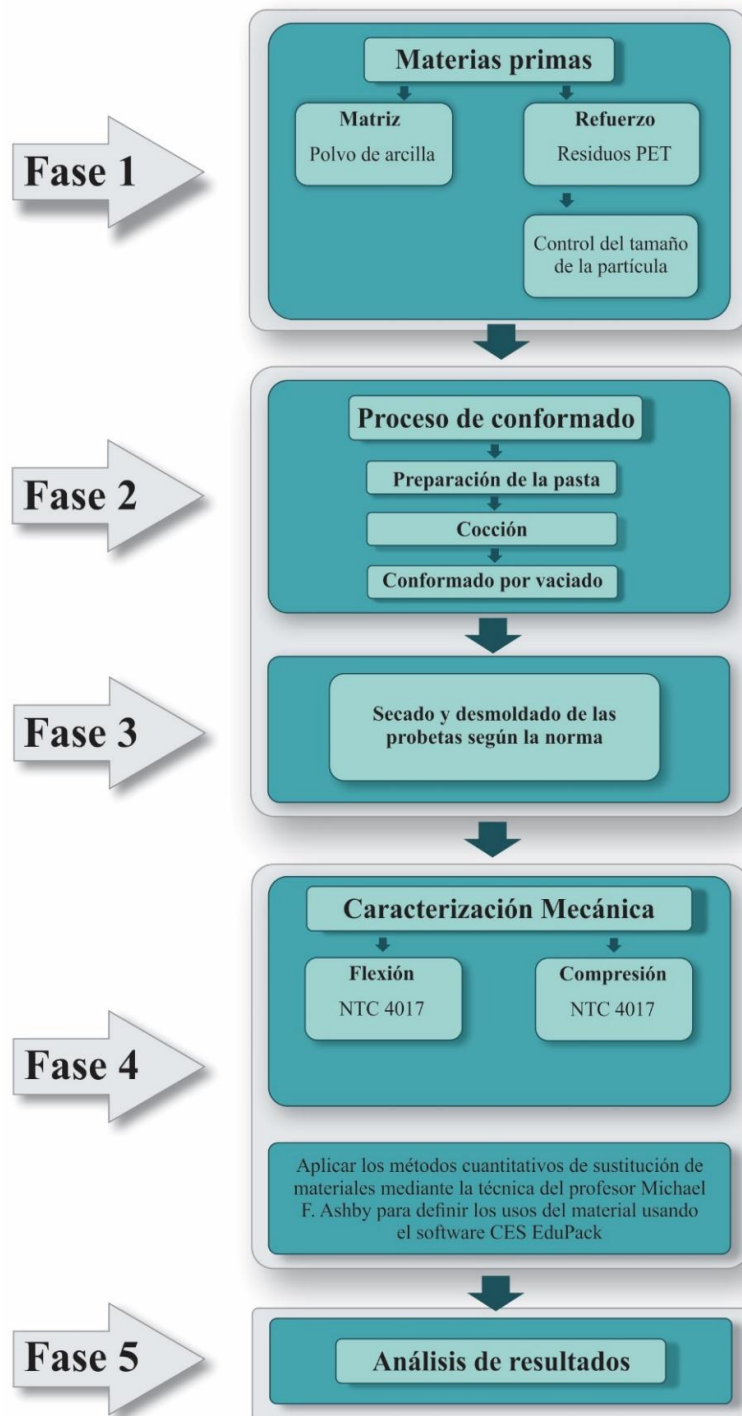 Fase 1
Materias primas
Matriz
Polvo de arcilla
Refuerzo
Residuos PET
Control del tamaño
de la partícula
Fase 2
Proceso de conformado
Preparación de la pasta
Cocción
Conformado por vaciado
Fase 3
Secado y desmoldado de las
probetas según la norma
Fase 4
Caracterización Mecánica
Flexión
NTC 4017
Compresión
NTC 4017
Aplicar los métodos cuantitativos de sustitución de
materiales mediante la técnica del profesor Michael
F. Ashby para definir los usos del material usando
el software CES EduPack
Fase 5
Análisis de resultados